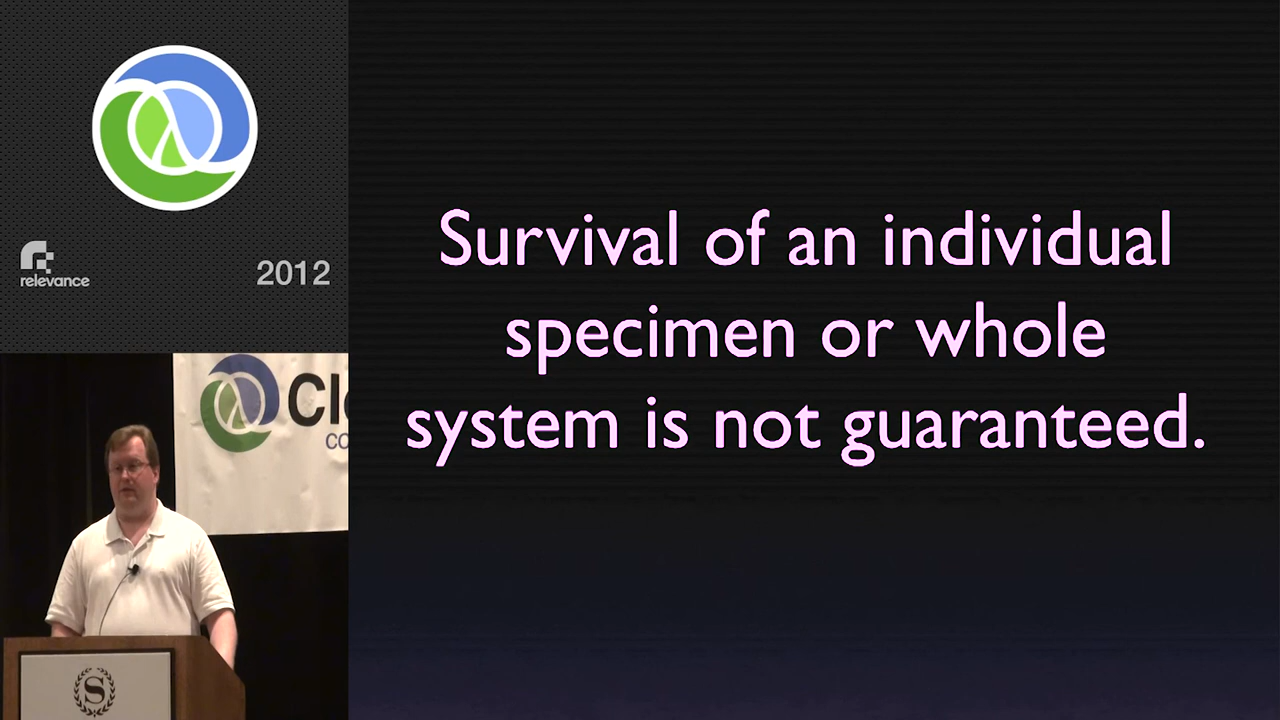 relevance
2012
Survival of an individual
specimen or whole
system is not guaranteed.
S